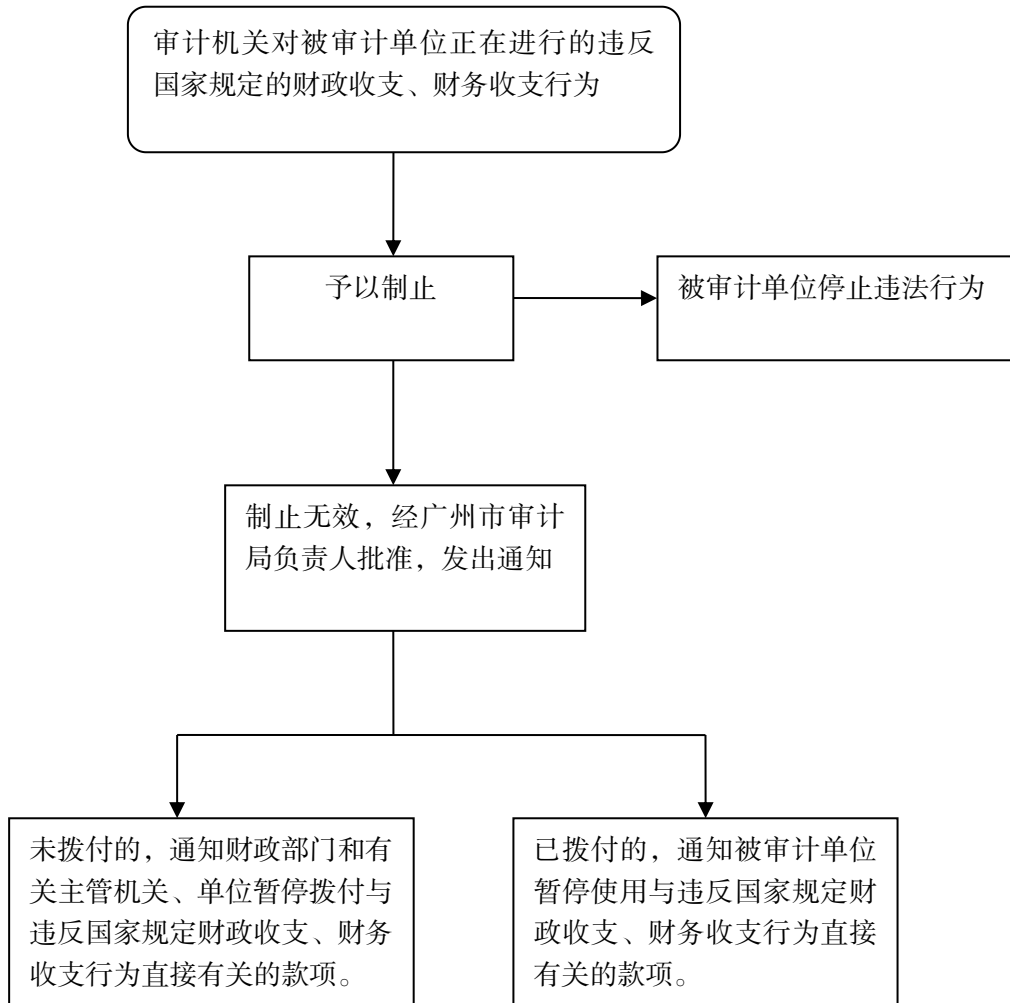 审计机关对被审计单位正在进行的违反
国家规定的财政收支、财务收支行为
予以制止
被审计单位停止违法行为
制止无效，经广州市审计
局负责人批准，发出通知
未拨付的，通知财政部门和有
关主管机关、单位暂停拨付与
违反国家规定财政收支、财务
收支行为直接有关的款项。
已拨付的，通知被审计单位
暂停使用与违反国家规定财
政收支、财务收支行为直接
有关的款项。